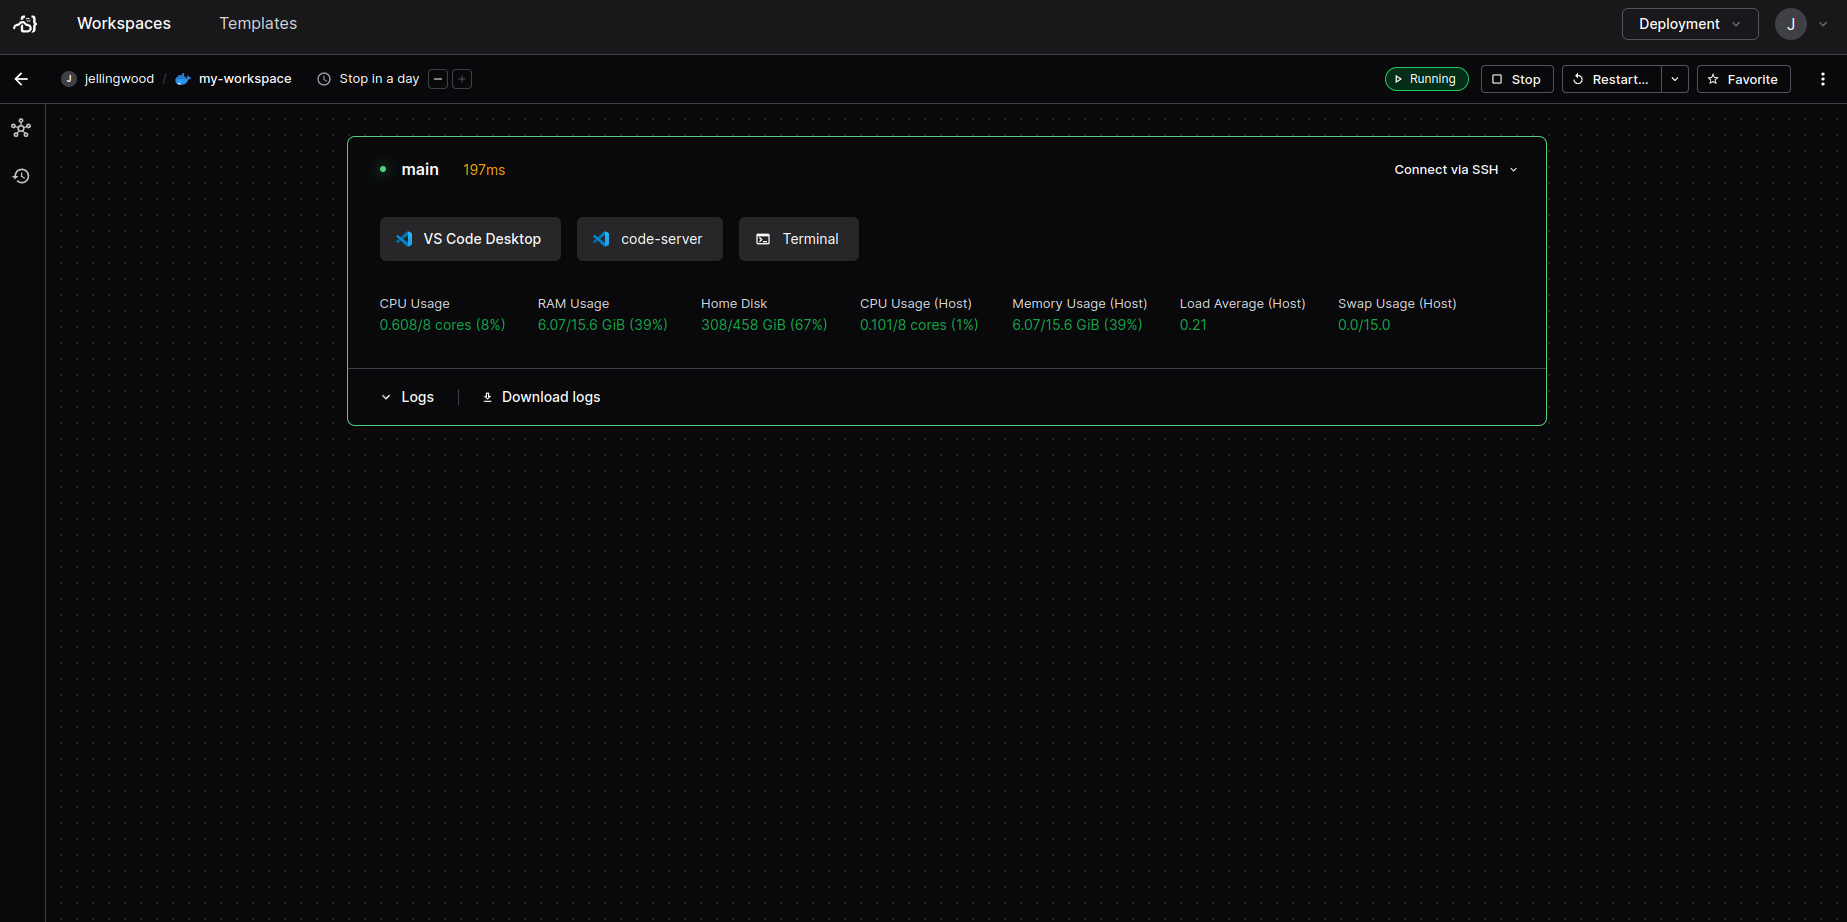 Workspaces Templates Deployment J
J jellingwood / my-workspace Stop in a day Running Stop Restart... Favorite
main 197ms Connect via SSH
VS Code Desktop code-server Terminal
CPU Usage RAM Usage Home Disk CPU Usage (Host) Memory Usage (Host) Load Average (Host) Swap Usage (Host)
0.608/8 cores (8%) 6.07/15.6 GiB (39%) 308/458 GiB (67%) 0.101/8 cores (1%) 6.07/15.6 GiB (39%) 0.21 0.0/15.0
Logs Download logs